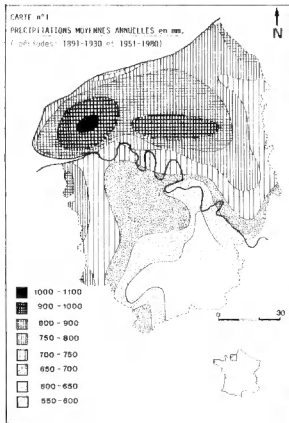 CARTE n°1
PRECIPITATIONS MOYENNES ANNUELLES en mm.
( périodes: 1891-1930 et 1951-1980)
N
1000 - 1100
900 - 1000
800 - 900
750 - 800
700 - 750
650 - 700
600 - 650
550 - 600
0 30